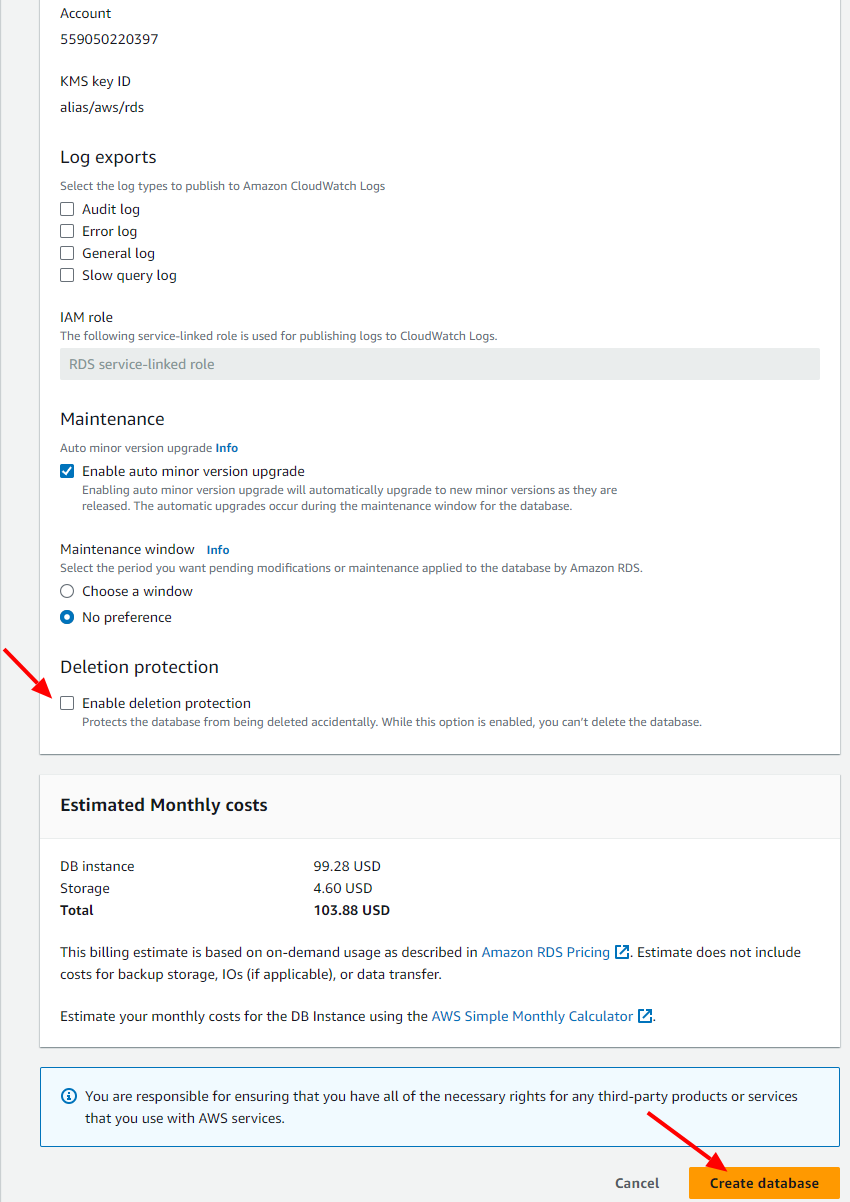 Account
559050220397
KMS key ID
alias/aws/rds
Log exports
Select the log types to publish to Amazon CloudWatch Logs
Audit log
Error log
General log
Slow query log
IAM role
The following service-linked role is used for publishing logs to CloudWatch Logs.
RDS service-linked role
Maintenance
Auto minor version upgrade Info
Enable auto minor version upgrade
Enabling auto minor version upgrade will automatically upgrade to new minor versions as they are
released. The automatic upgrades occur during the maintenance window for the database.
Maintenance window Info
Select the period you want pending modifications or maintenance applied to the database by Amazon RDS.
Choose a window
No preference
Deletion protection
Enable deletion protection
Protects the database from being deleted accidentally. While this option is enabled, you can't delete the database.
Estimated Monthly costs
DB instance 99.28 USD
Storage 4.60 USD
Total 103.88 USD
This billing estimate is based on on-demand usage as described in Amazon RDS Pricing. Estimate does not include
costs for backup storage, IOs (if applicable), or data transfer.
Estimate your monthly costs for the DB Instance using the AWS Simple Monthly Calculator.
You are responsible for ensuring that you have all of the necessary rights for any third-party products or services
that you use with AWS services.
Cancel Create database